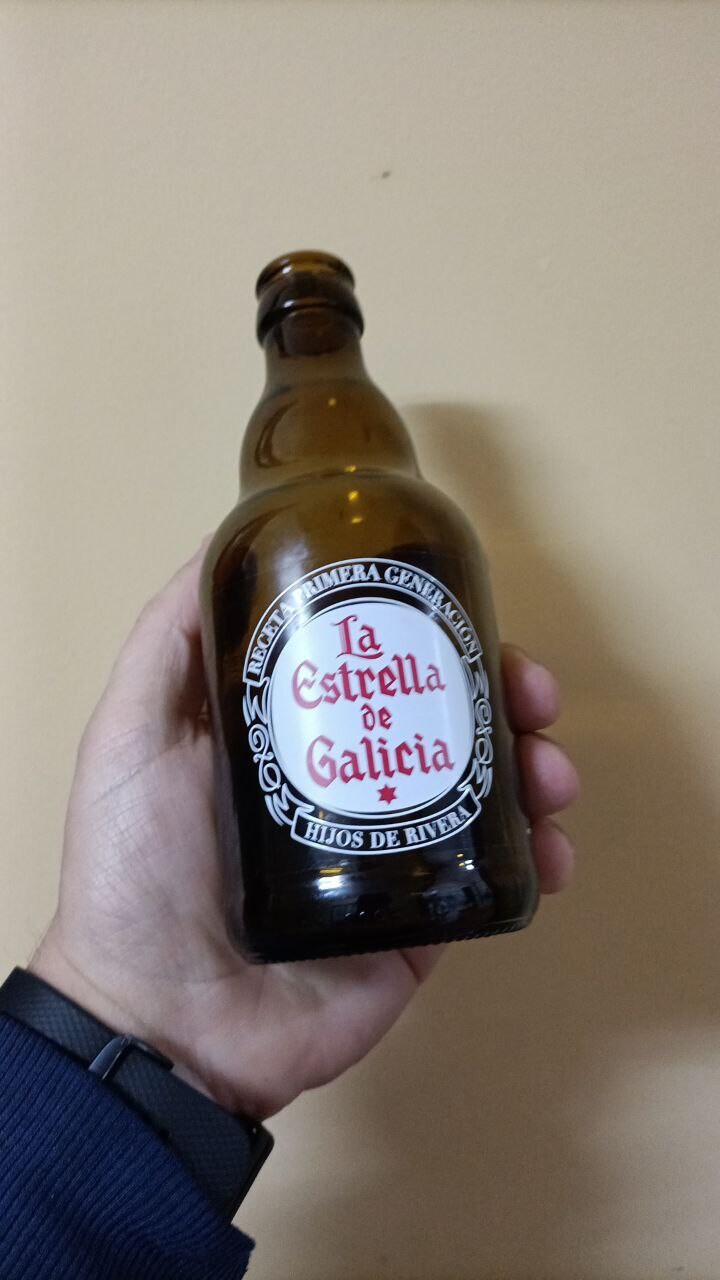 RECETA PRIMERA GENERACIÓN
La
Estrella
de
Galicia
HIJOS DE RIVERA